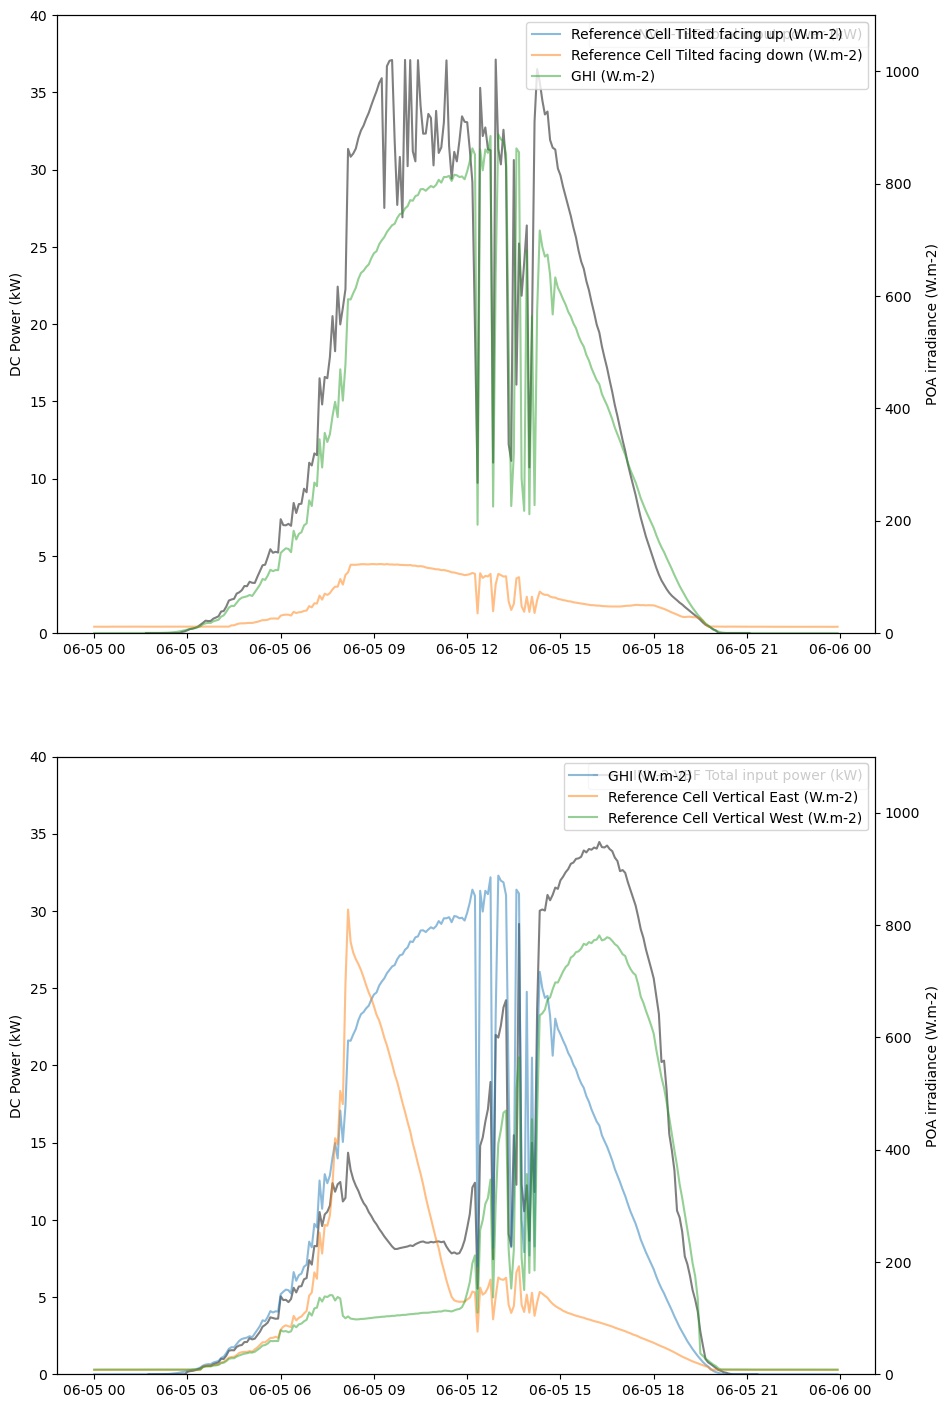 40
35
30
25
20
15
10
5
0
DC Power (kW)
Reference Cell Tilted facing up (W.m-2)
Reference Cell Tilted facing down (W.m-2)
GHI (W.m-2)
1000
800
600
400
200
0
POA irradiance (W.m-2)
06-05 00 06-05 03 06-05 06 06-05 09 06-05 12 06-05 15 06-05 18 06-05 21 06-06 00
40
35
30
25
20
15
10
5
0
DC Power (kW)
GHI (W.m-2)
Total input power (kW)
Reference Cell Vertical East (W.m-2)
Reference Cell Vertical West (W.m-2)
1000
800
600
400
200
0
POA irradiance (W.m-2)
06-05 00 06-05 03 06-05 06 06-05 09 06-05 12 06-05 15 06-05 18 06-05 21 06-06 00